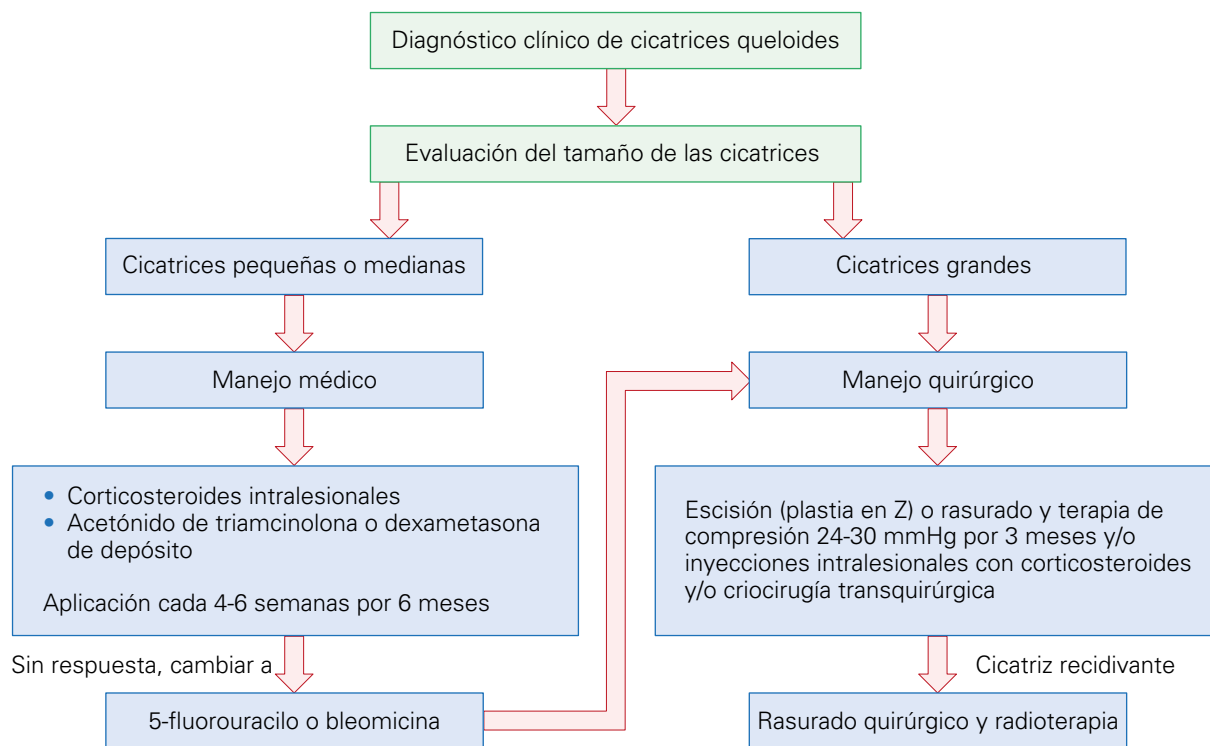 Diagnóstico clínico de cicatrices queloides
Evaluación del tamaño de las cicatrices
Cicatrices pequeñas o medianas
Cicatrices grandes
Manejo médico
Manejo quirúrgico
• Corticosteroides intralesionales
• Acetónido de triamcinolona o dexametasona
de depósito
Aplicación cada 4-6 semanas por 6 meses
Escisión (plastia en Z) o rasurado y terapia de
compresión 24-30 mmHg por 3 meses y/o
inyecciones intralesionales con corticosteroides
y/o criocirugía transquirúrgica
Sin respuesta, cambiar a
Cicatriz recidivante
5-fluorouracilo o bleomicina
Rasurado quirúrgico y radioterapia